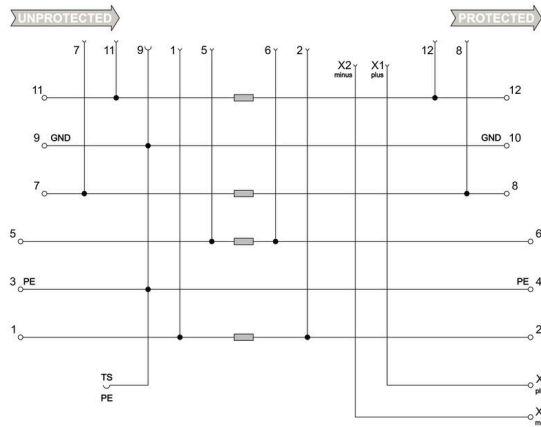 UNPROTECTED PROTECTED
7 11 9 1 5 6 2 X2 minus X1 plus 12 8
11 12
9 GND GND 10
7 8
5 6
3 PE PE 4
1 2
TS X
PE pl
X
m